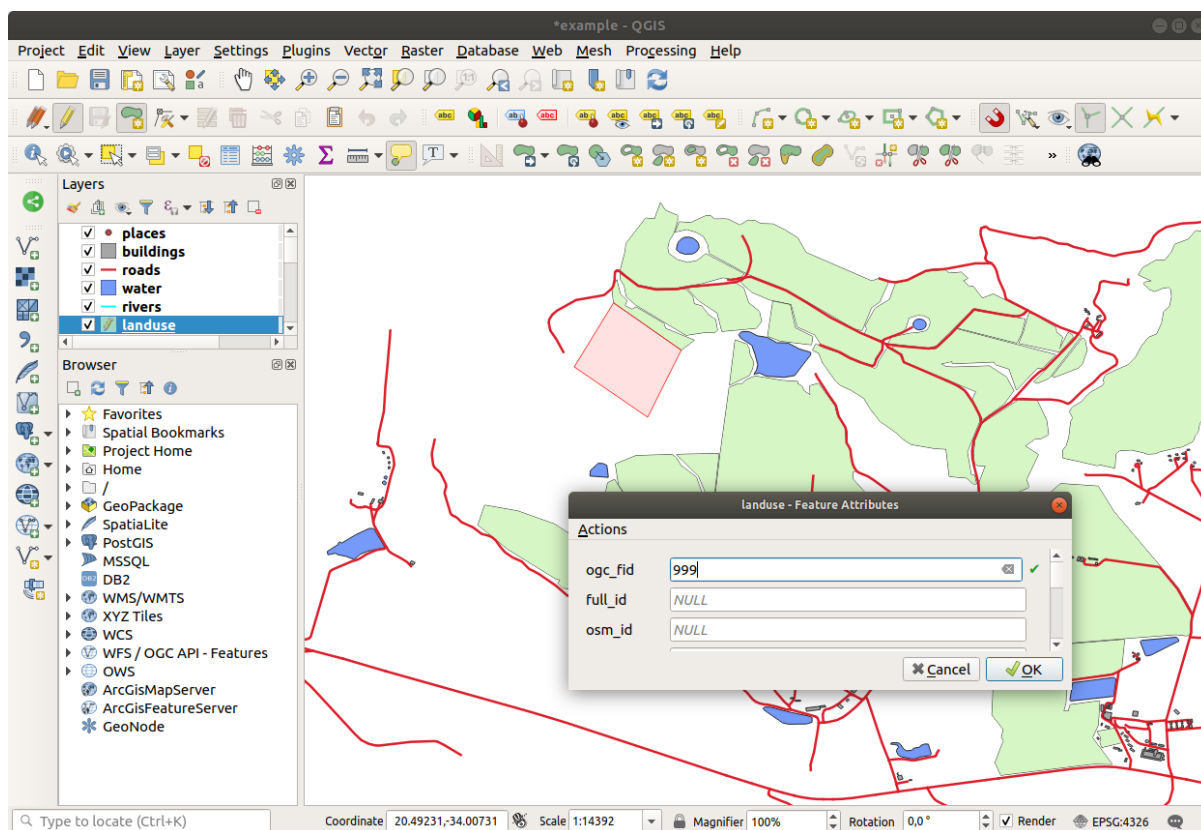 *example - QGIS
Project Edit View Layer Settings Plugins Vector Raster Database Web Mesh Processing Help
Layers
places
buildings
roads
water
rivers
landuse
Browser
Favorites
Spatial Bookmarks
Project Home
Home
/
GeoPackage
SpatiaLite
PostGIS
MSSQL
DB2
WMS/WMTS
XYZ Tiles
WCS
WFS / OGC API - Features
OWS
ArcGisMapServer
ArcGisFeatureServer
GeoNode
landuse - Feature Attributes
Actions
ogc_fid 999
full_id NULL
osm_id NULL
Cancel OK
Type to locate (Ctrl+K) Coordinate 20.49231,-34.00731 Scale 1:14392 Magnifier 100% Rotation 0,0 ° Render EPSG:4326